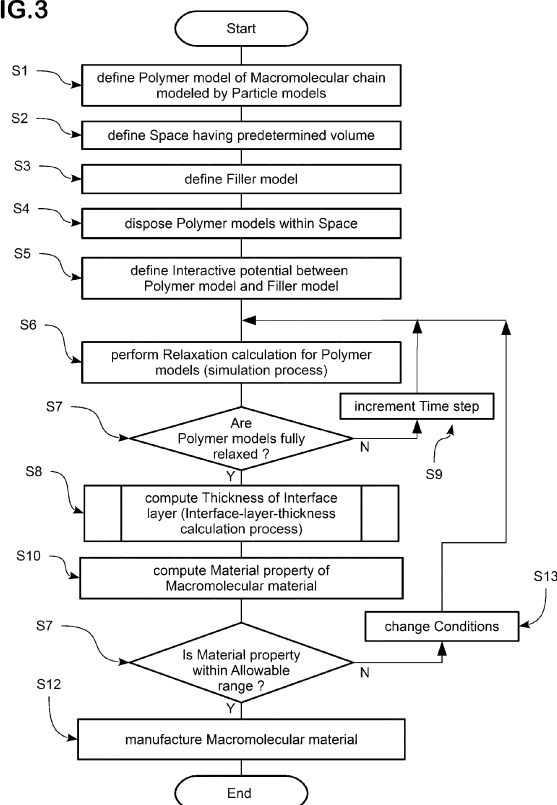 IG.3
Start
S1
define Polymer model of Macromolecular chain
modeled by Particle models
S2
define Space having predetermined volume
S3
define Filler model
S4
dispose Polymer models within Space
S5
define Interactive potential between
Polymer model and Filler model
S6
perform Relaxation calculation for Polymer
models (simulation process)
S7
Are
Polymer models fully
relaxed ?
N
Y
increment Time step
S9
S8
compute Thickness of Interface
layer (Interface-layer-thickness
calculation process)
S10
compute Material property of
Macromolecular material
S13
change Conditions
S7
Is Material property
within Allowable
range ?
N
Y
S12
manufacture Macromolecular material
End